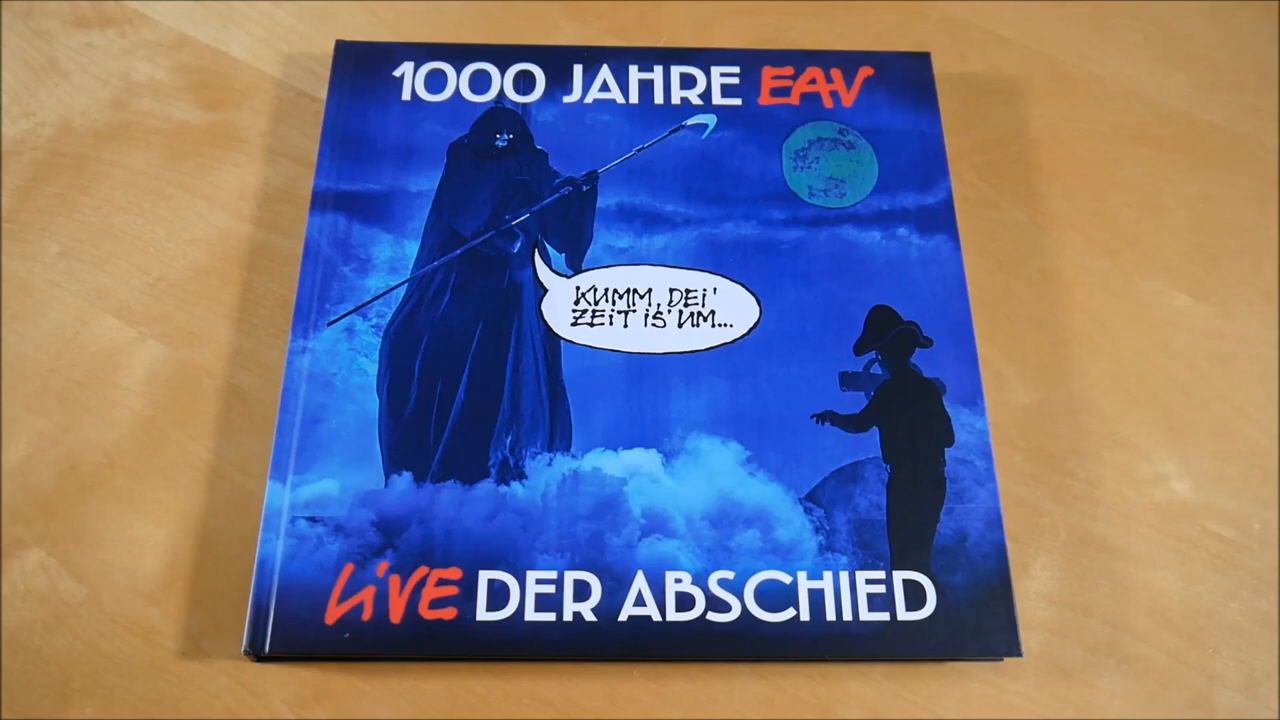 1000 JAHRE EAV
KUMM, DEI'
ZEIT IS' UM...
LIVE DER ABSCHIED